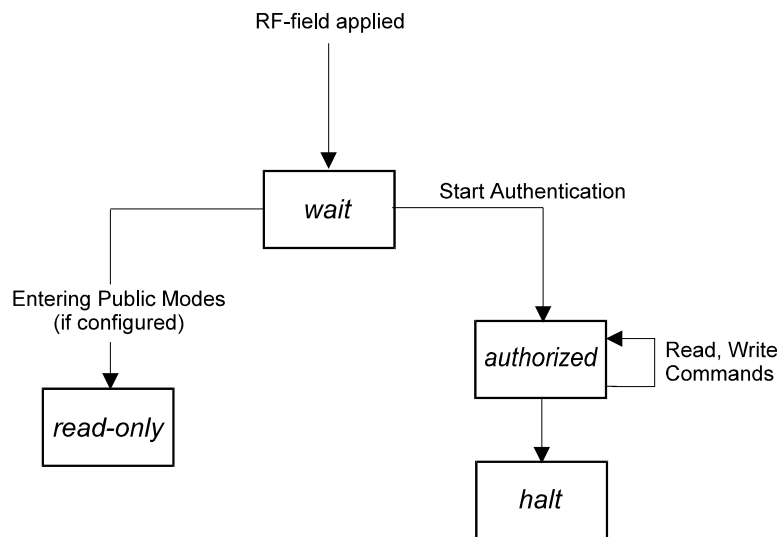 RF-field applied
wait
Start Authentication
Entering Public Modes
(if configured)
authorized
Read, Write
Commands
read-only
halt